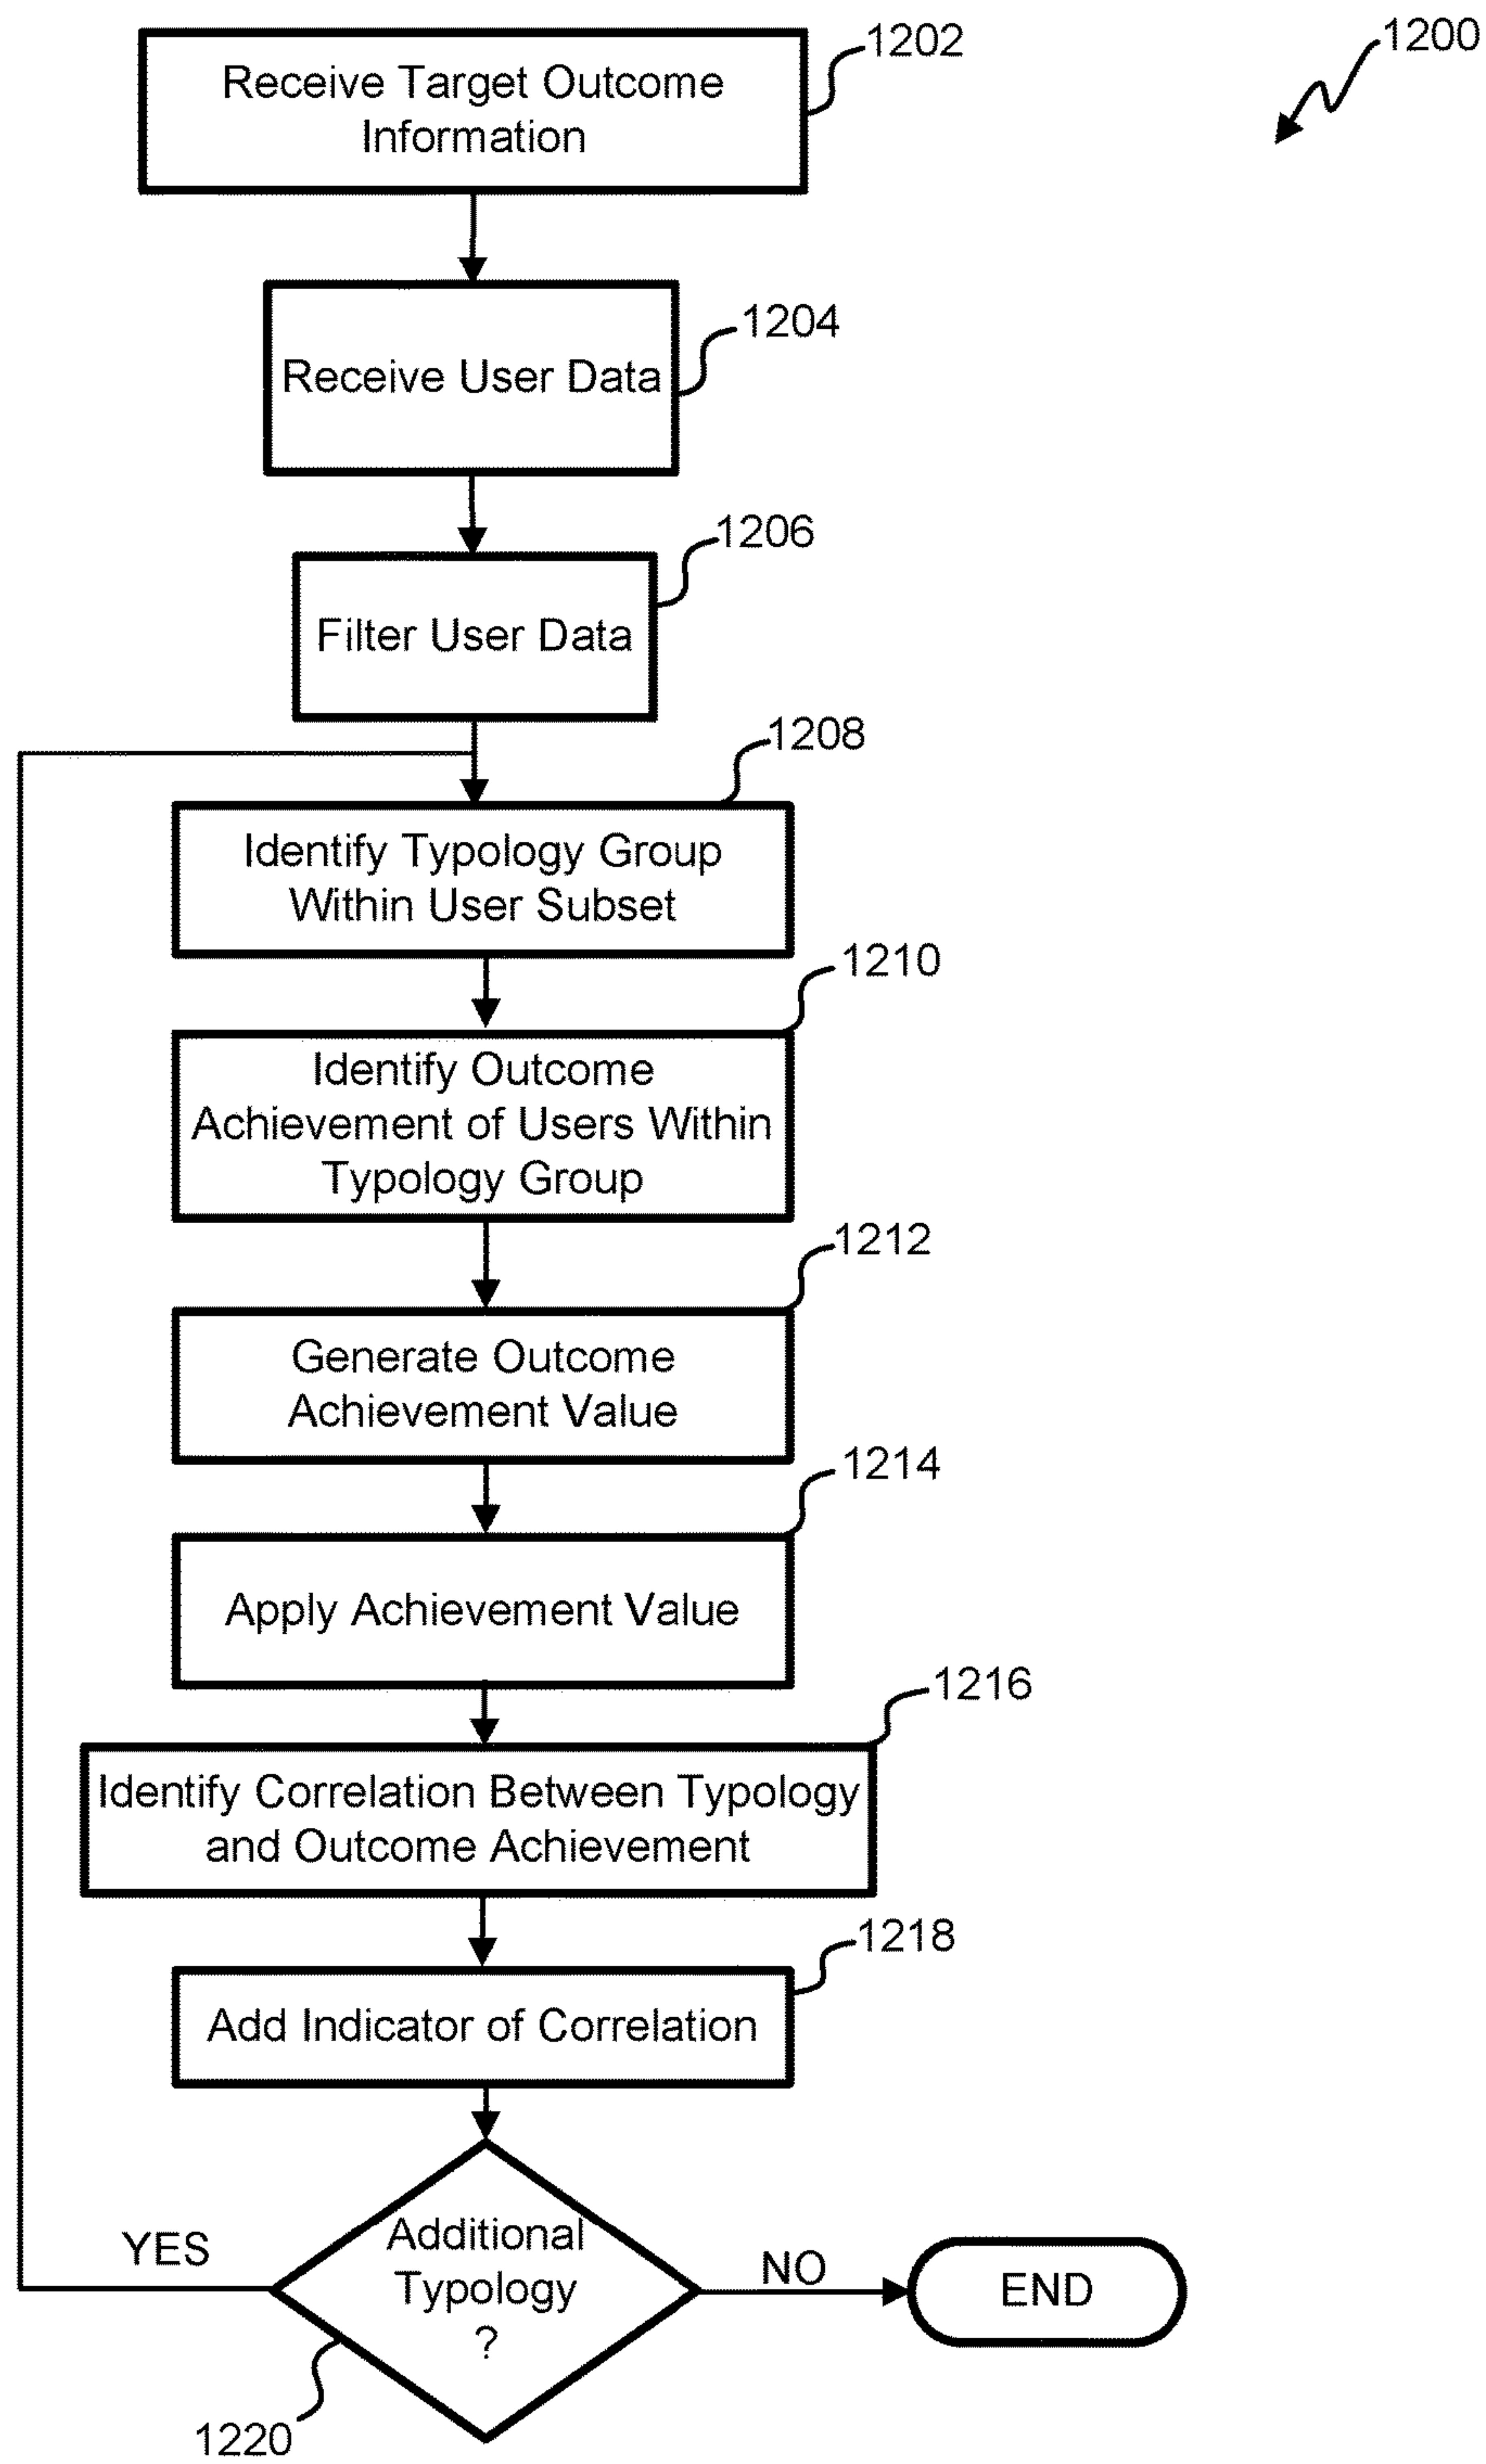 1200
1202
Receive Target Outcome
Information
1204
Receive User Data
1206
Filter User Data
1208
Identify Typology Group
Within User Subset
1210
Identify Outcome
Achievement of Users Within
Typology Group
1212
Generate Outcome
Achievement Value
1214
Apply Achievement Value
1216
Identify Correlation Between Typology
and Outcome Achievement
1218
Add Indicator of Correlation
Additional
Typology
?
YES
NO
END
1220